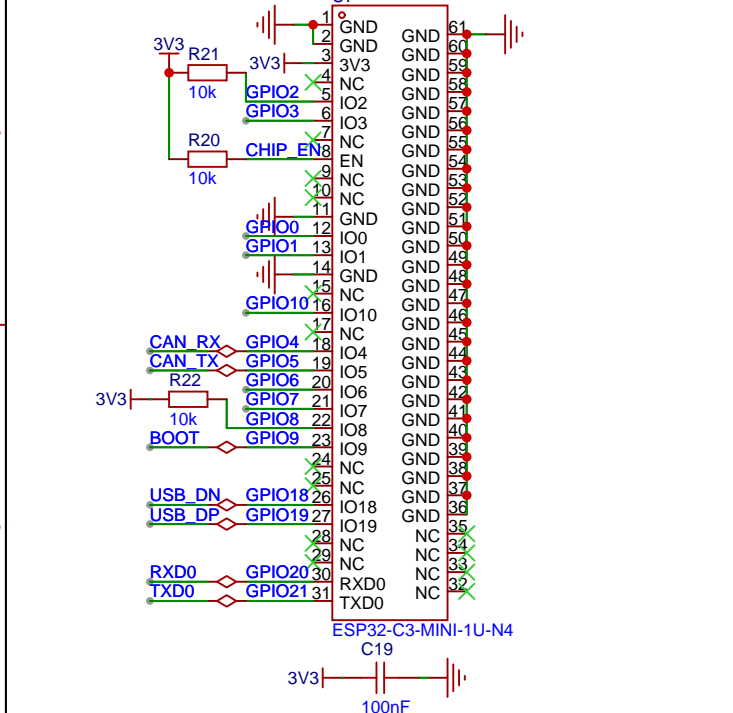 1
GND
2
GND
3V3
3V3
3
3V3
R21
10k
4
NC
GPIO2
5
IO2
GPIO3
6
IO3
7
NC
R20
10k
CHIP_EN
8
EN
9
NC
10
NC
11
GND
GPIO0
12
IO0
GPIO1
13
IO1
14
GND
15
NC
GPIO10
16
IO10
17
NC
CAN_RX
GPIO4
18
IO4
CAN_TX
GPIO5
19
IO5
GPIO6
20
IO6
GPIO7
21
IO7
3V3
R22
10k
GPIO8
22
IO8
BOOT
GPIO9
23
IO9
24
NC
25
NC
USB_DN
GPIO18
26
IO18
USB_DP
GPIO19
27
IO19
28
NC
29
NC
RXD0
GPIO20
30
RXD0
TXD0
GPIO21
31
TXD0
GND
61
GND
60
GND
59
GND
58
GND
57
GND
56
GND
55
GND
54
GND
53
GND
52
GND
51
GND
50
GND
49
GND
48
GND
47
GND
46
GND
45
GND
44
GND
43
GND
42
GND
41
GND
40
GND
39
GND
38
GND
37
GND
36
NC
35
NC
34
NC
33
NC
32
ESP32-C3-MINI-1U-N4
C19
3V3
100nF